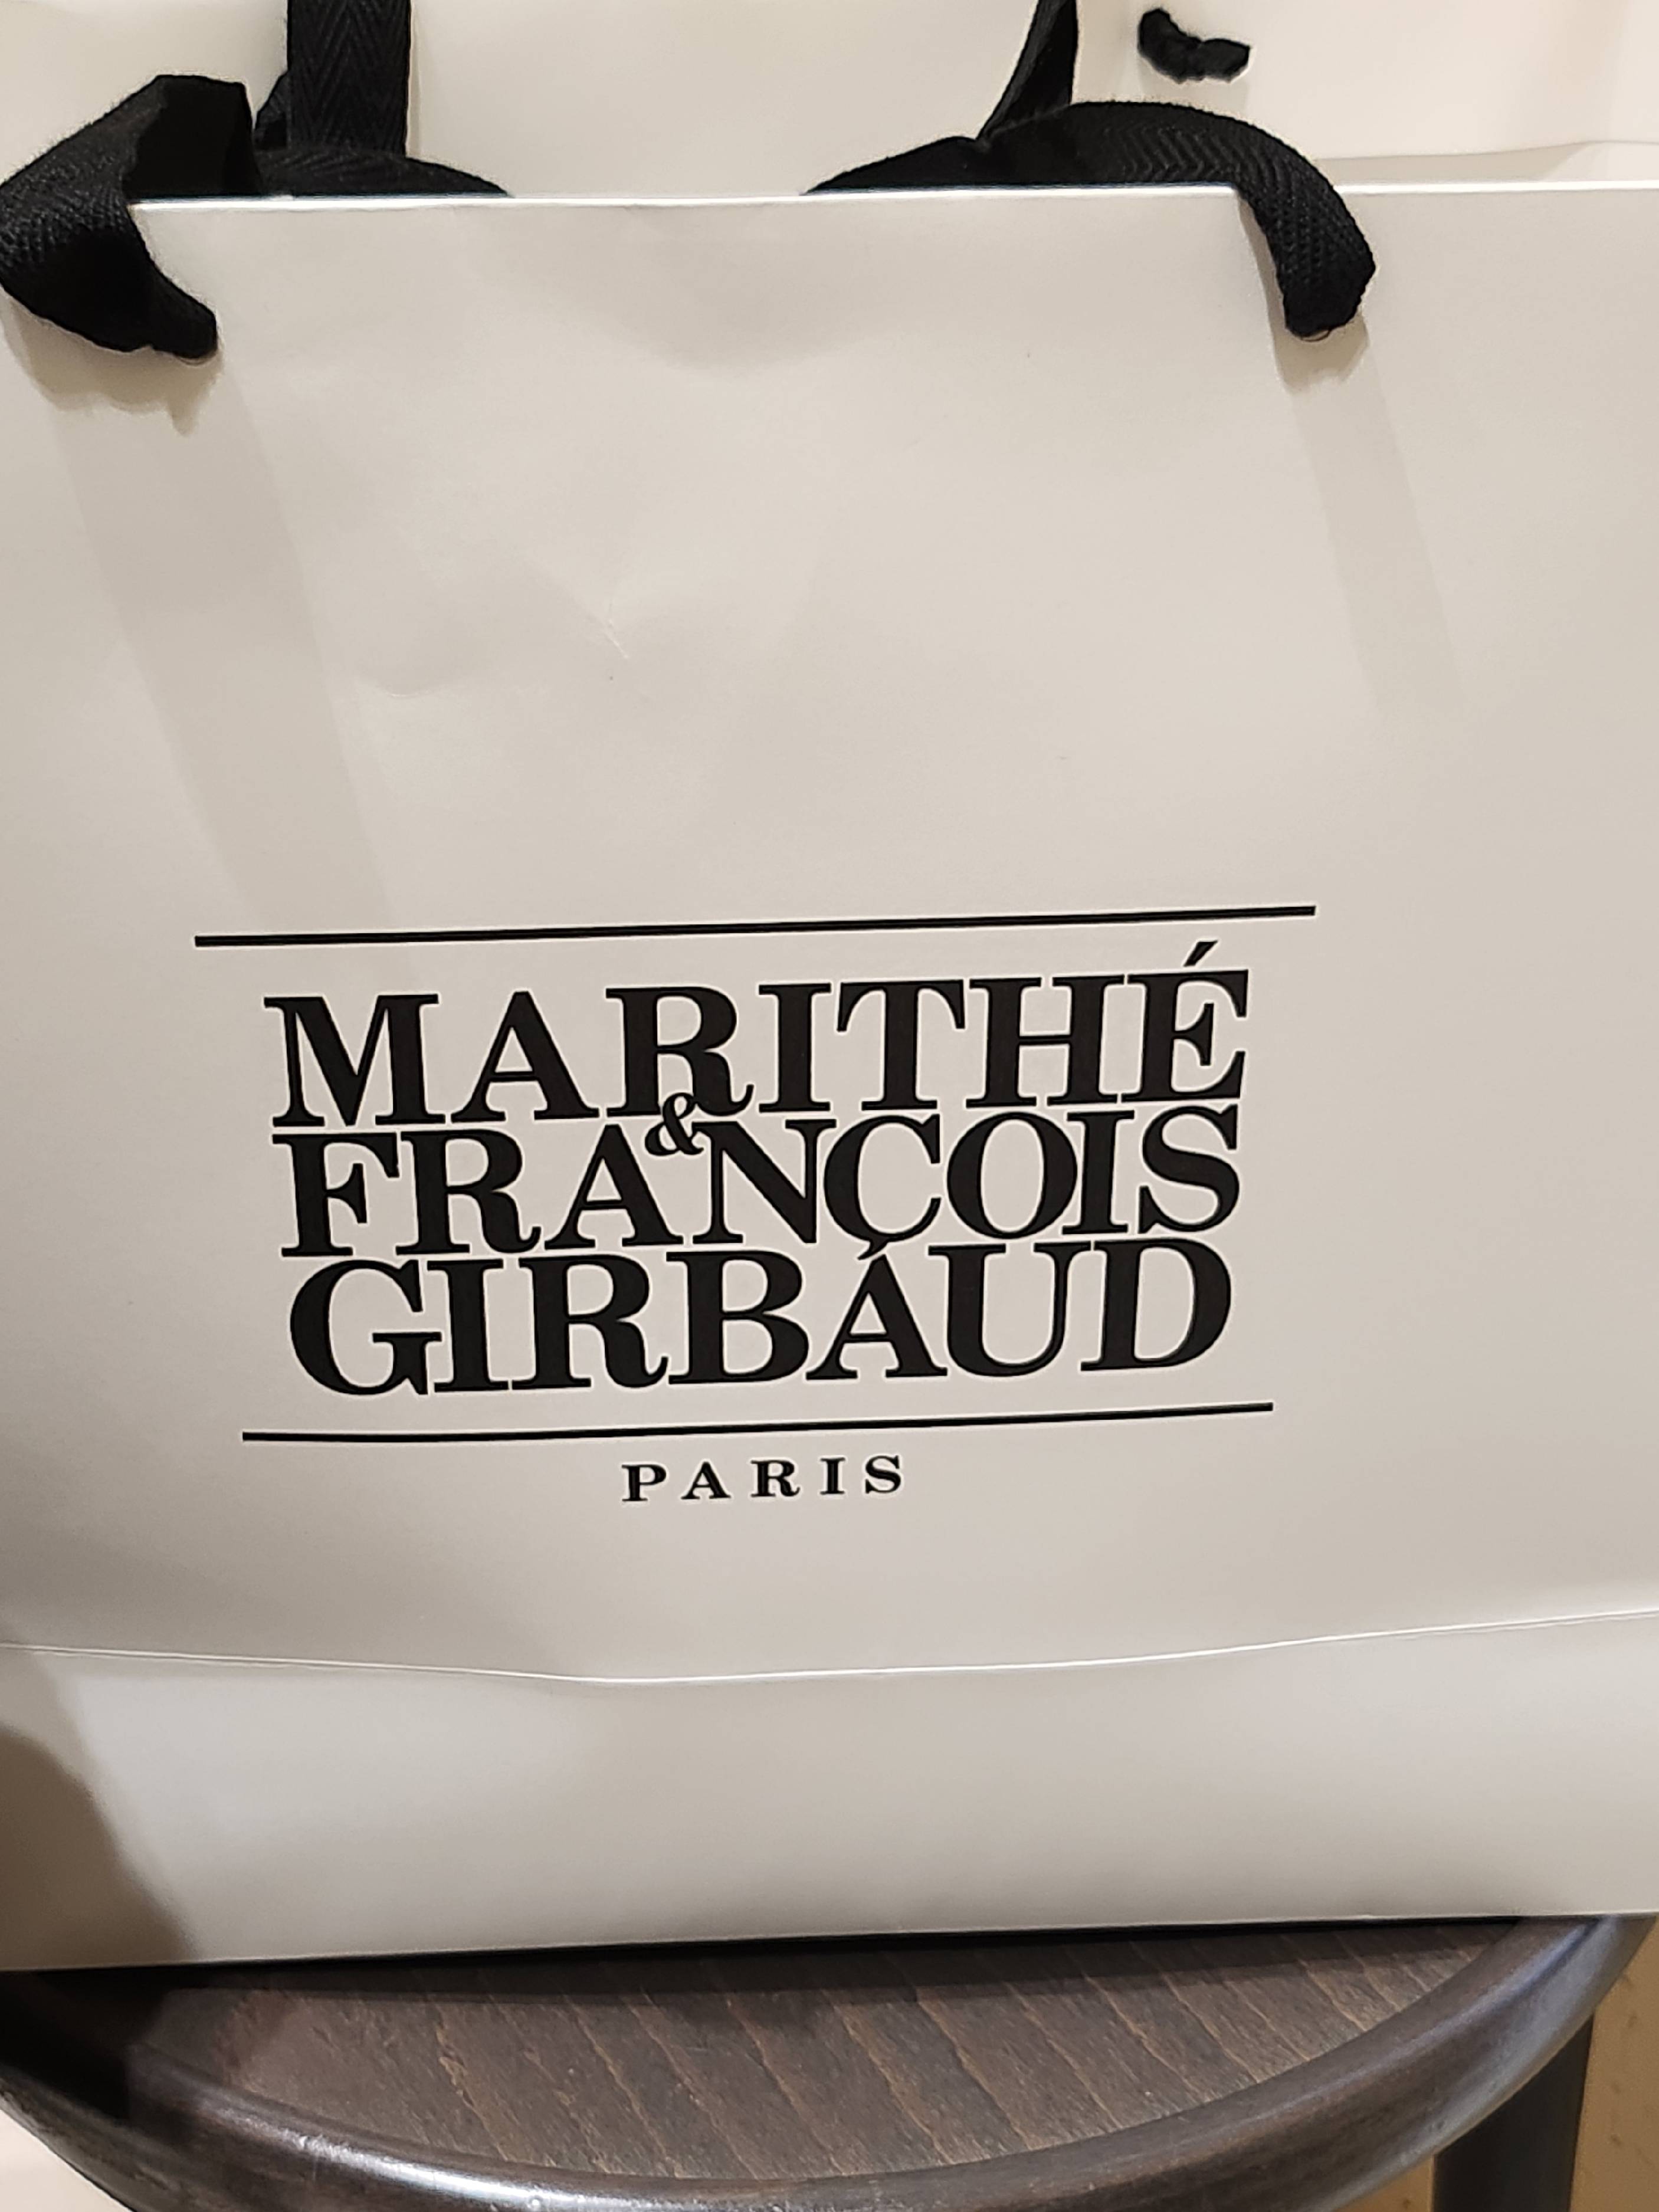 MARITHÉ
&
FRANÇOIS
GIRBAUD
PARIS